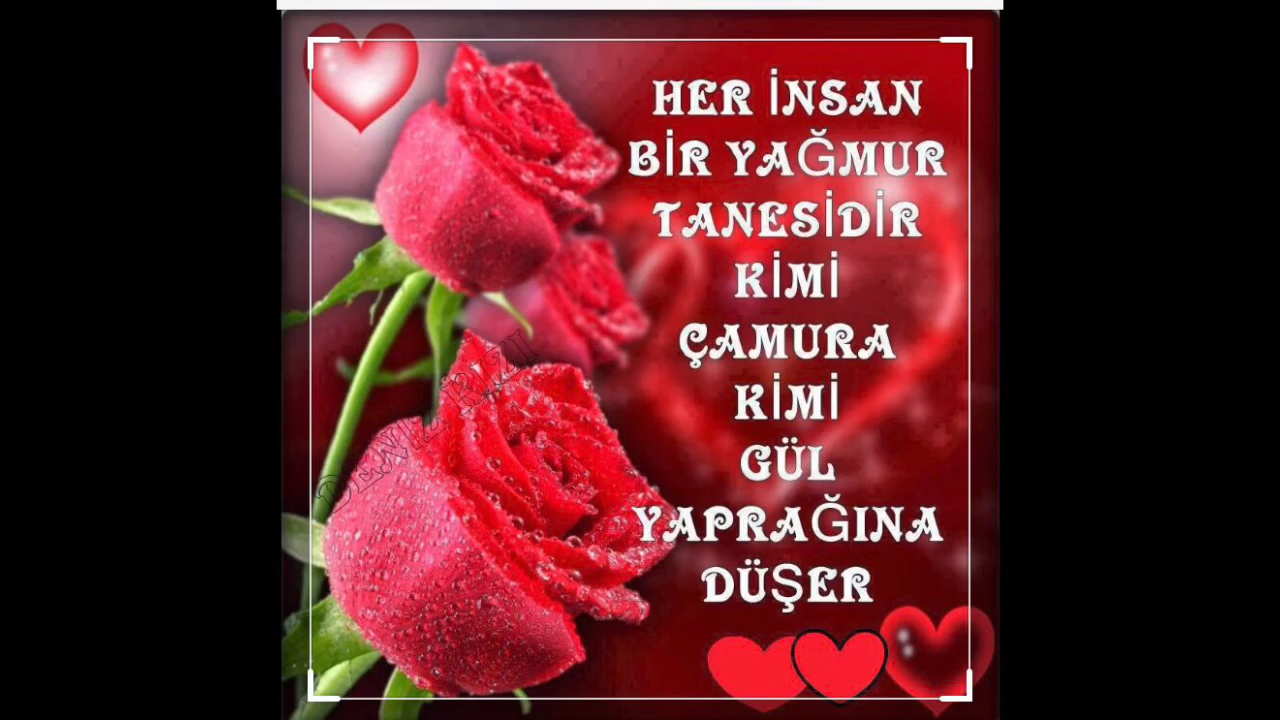 HER İNSAN
BİR YAĞMUR
TANESİDİR
KİMİ
ÇAMURA
KİMİ
GÜL
YAPRAĞINA
DÜŞER